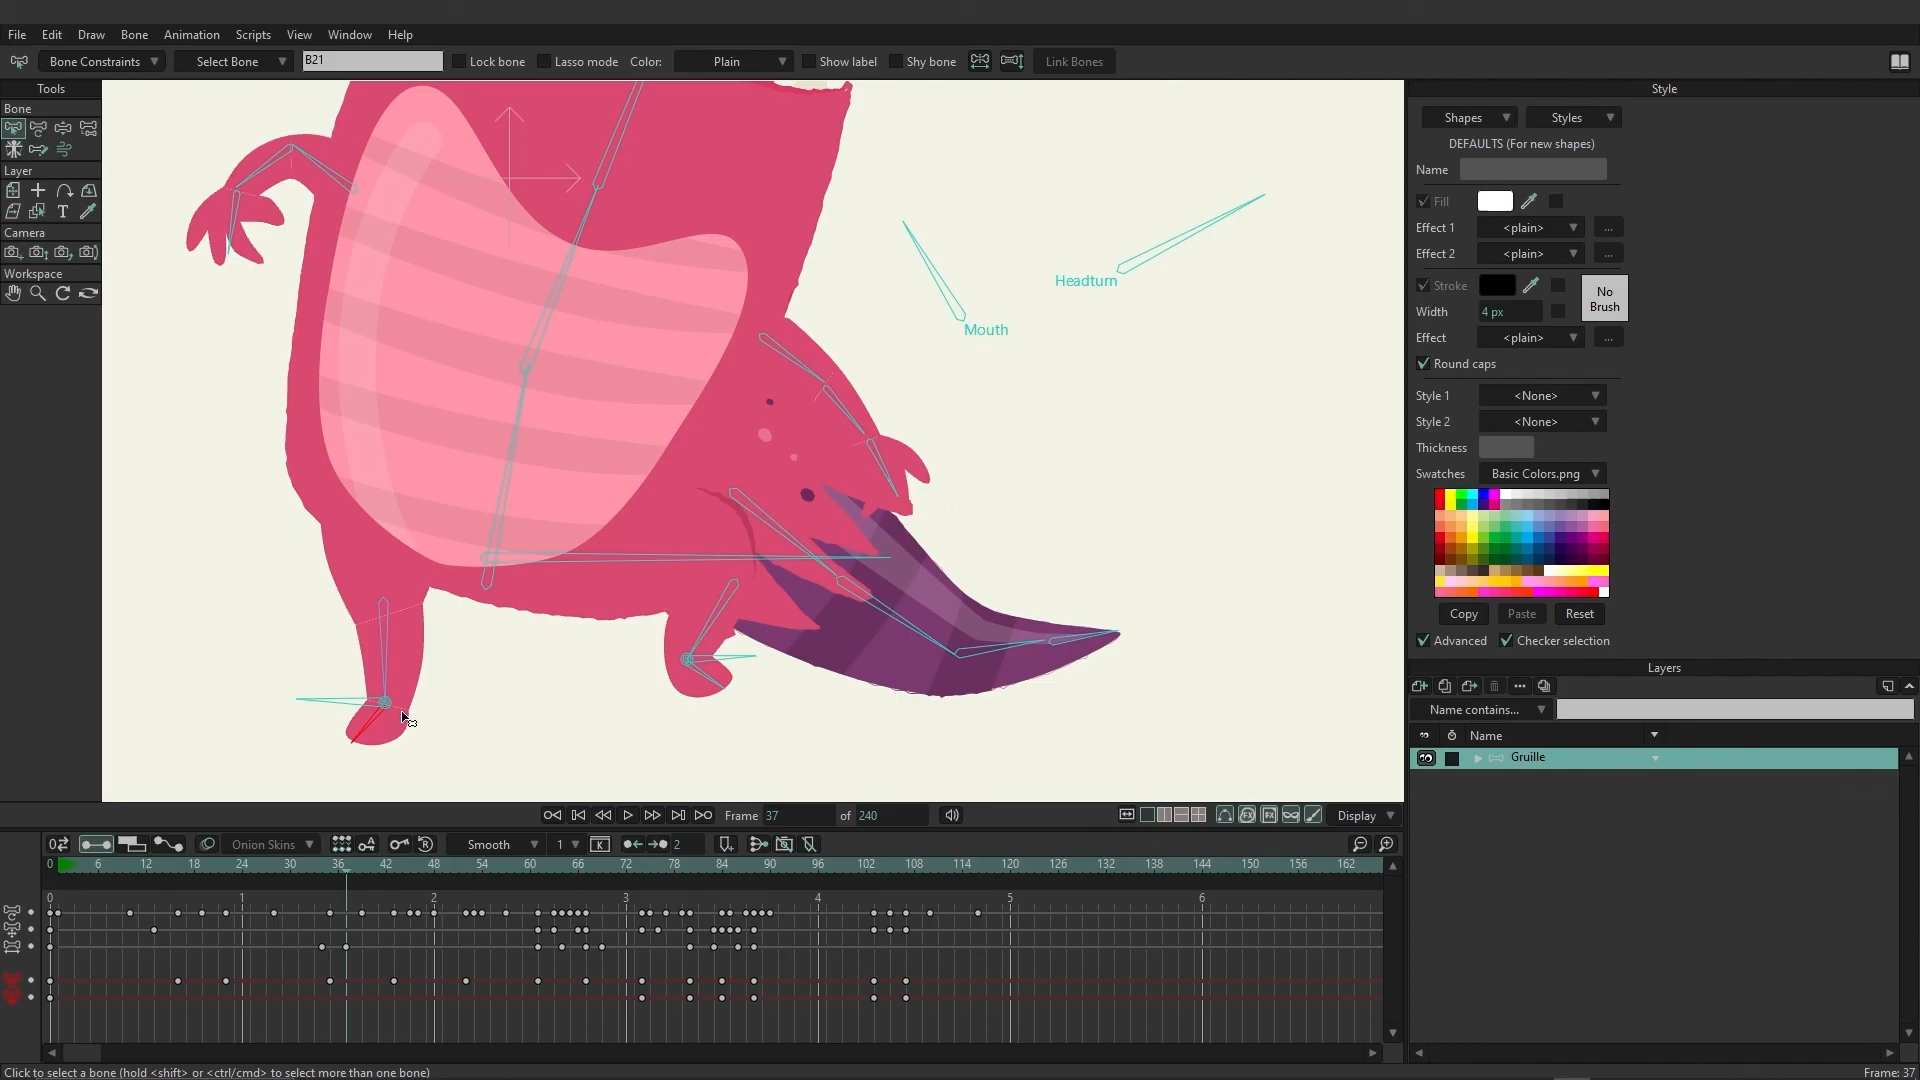 File Edit Draw Bone Animation Scripts View Window Help
Bone Constraints Select Bone B21 Lock bone Lasso mode Color: Plain Show label Shy bone Link Bones
Tools
Bone
Layer
Camera
Workspace
Headturn
Mouth
Style
Shapes Styles
DEFAULTS (For new shapes)
Name
Fill
Effect 1 <plain> ...
Effect 2 <plain> ...
Stroke
No Brush
Width 4 px
Effect <plain> ...
Round caps
Style 1 <None>
Style 2 <None>
Thickness
Swatches Basic Colors.png
Copy Paste Reset
Advanced Checker selection
Layers
Name contains...
Name
Gruille
Frame 37 of 240 Display
Onion Skins Smooth 1 2
0 6 12 18 24 30 36 42 48 54 60 66 72 78 84 90 96 102 108 114 120 126 132 138 144 150 156 162
0 1 2 3 4 5 6
Click to select a bone (hold <shift> or <ctrl/cmd> to select more than one bone) Frame: 37